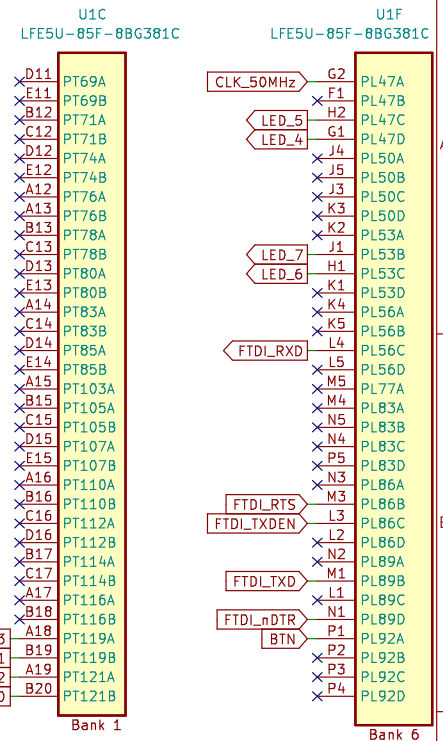 U1C
LFE5U-85F-8BG381C
D11 PT69A
E11 PT69B
B12 PT71A
C12 PT71B
D12 PT74A
E12 PT74B
A12 PT76A
A13 PT76B
B13 PT78A
C13 PT78B
D13 PT80A
E13 PT80B
A14 PT83A
C14 PT83B
D14 PT85A
E14 PT85B
A15 PT103A
B15 PT105A
C15 PT105B
D15 PT107A
E15 PT107B
A16 PT110A
B16 PT110B
C16 PT112A
D16 PT112B
B17 PT114A
C17 PT114B
A17 PT116A
B18 PT116B
3 A18 PT119A
1 B19 PT119B
2 A19 PT121A
0 B20 PT121B
Bank 1
U1F
LFE5U-85F-8BG381C
CLK_50MHz G2 PL47A
F1 PL47B
LED_5 H2 PL47C
LED_4 G1 PL47D
J4 PL50A
J5 PL50B
J3 PL50C
K3 PL50D
K2 PL53A
LED_7 J1 PL53B
LED_6 H1 PL53C
K1 PL53D
K4 PL56A
K5 PL56B
FTDI_RXD L4 PL56C
L5 PL56D
M5 PL77A
M4 PL83A
N5 PL83B
N4 PL83C
P5 PL83D
N3 PL86A
FTDI_RTS M3 PL86B
FTDI_TXDEN L3 PL86C
L2 PL86D
N2 PL89A
FTDI_TXD M1 PL89B
L1 PL89C
FTDI_nDTR N1 PL89D
BTN P1 PL92A
P2 PL92B
P3 PL92C
P4 PL92D
Bank 6